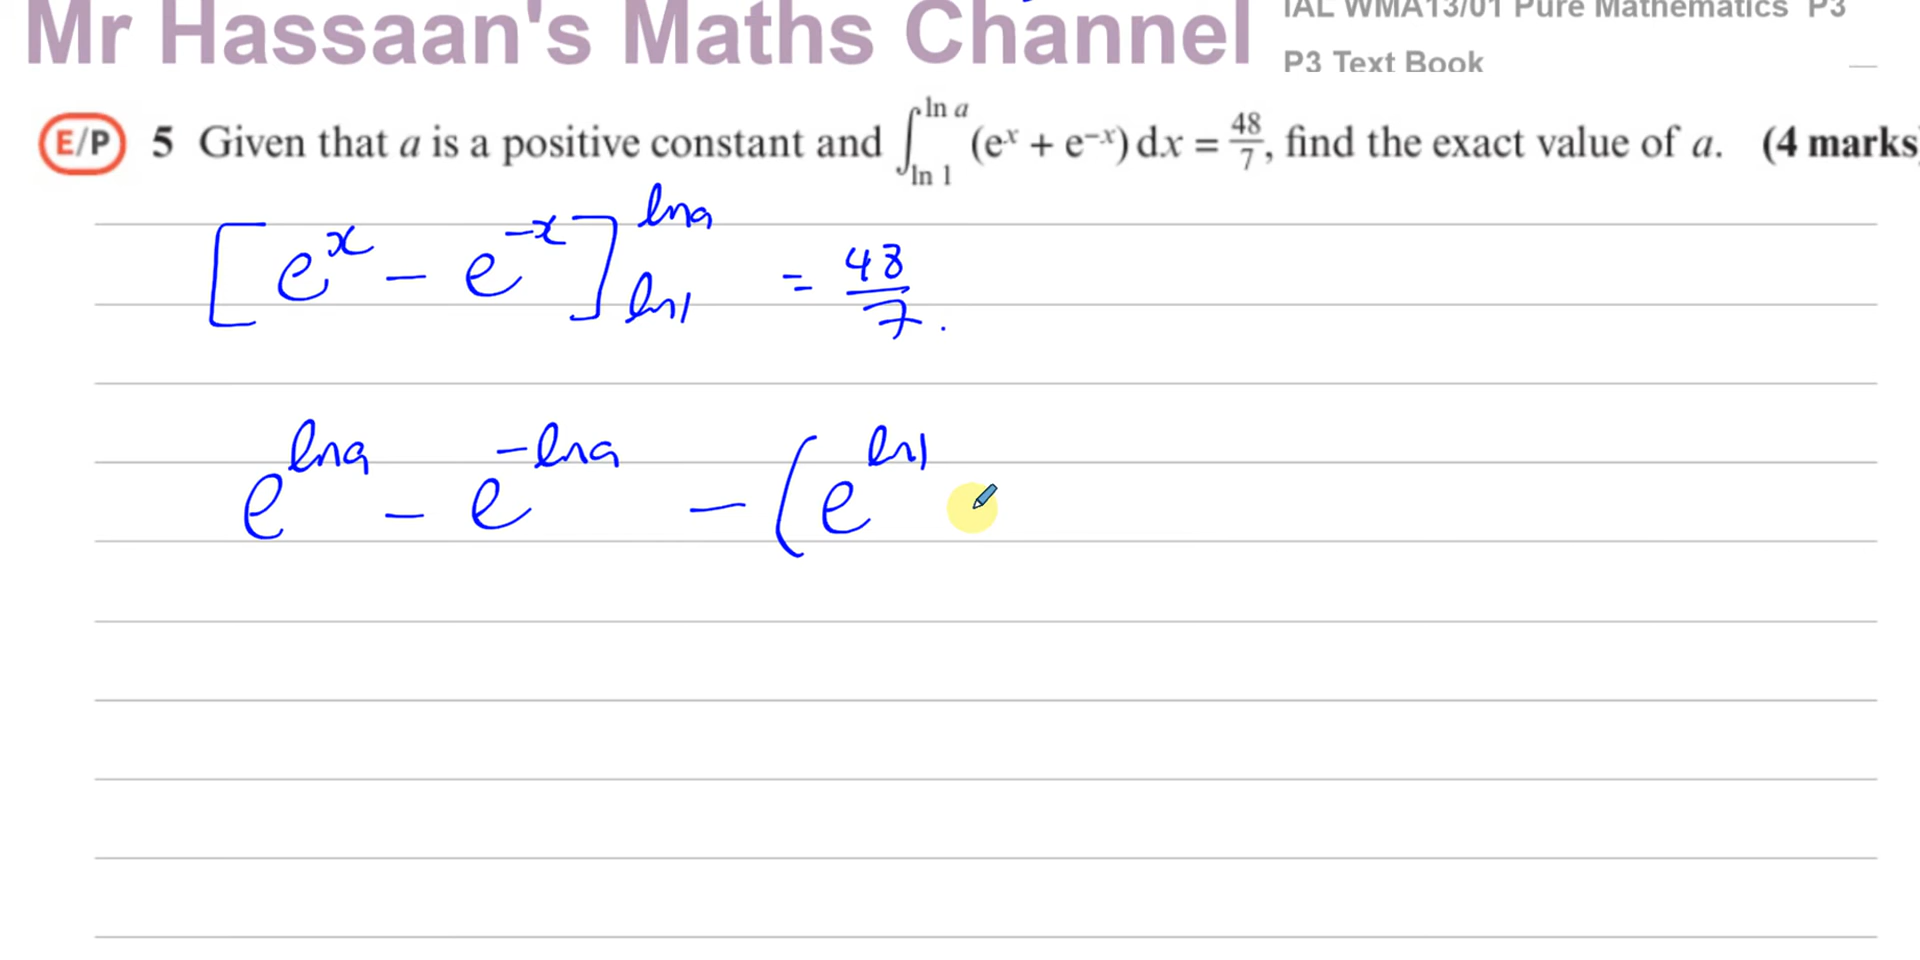 Mr Hassaan's Maths Channel
IAL WMA13/01 Pure Mathematics P3
P3 Text Book
E/P 5 Given that a is a positive constant and ∫_{ln 1}^{ln a} (eˣ + e⁻ˣ) dx = 48/7, find the exact value of a. (4 marks)
[e^x - e^{-x}]_{ln1}^{lna} = 48/7.
e^{lna} - e^{-lna} - (e^{ln1}